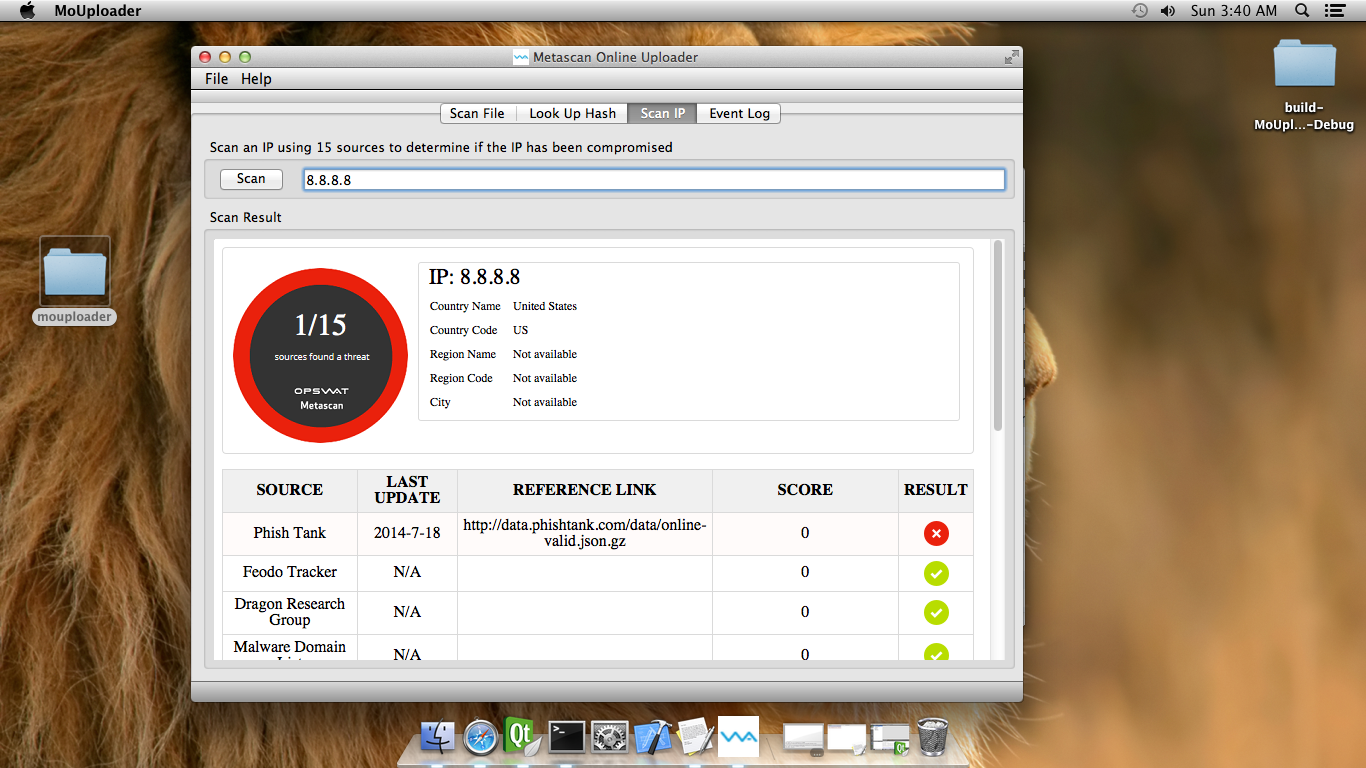 MoUploader
Sun 3:40 AM
Metascan Online Uploader
File Help
Scan File Look Up Hash Scan IP Event Log
Scan an IP using 15 sources to determine if the IP has been compromised
Scan 8.8.8.8
Scan Result
1/15
sources found a threat
OPSWAT
Metascan
IP: 8.8.8.8
Country Name United States
Country Code US
Region Name Not available
Region Code Not available
City Not available
SOURCE LAST UPDATE REFERENCE LINK SCORE RESULT
Phish Tank 2014-7-18 http://data.phishtank.com/data/online-valid.json.gz 0
Feodo Tracker N/A 0
Dragon Research Group N/A 0
Malware Domain N/A 0
build-
MoUpl...-Debug
mouploader
Qt